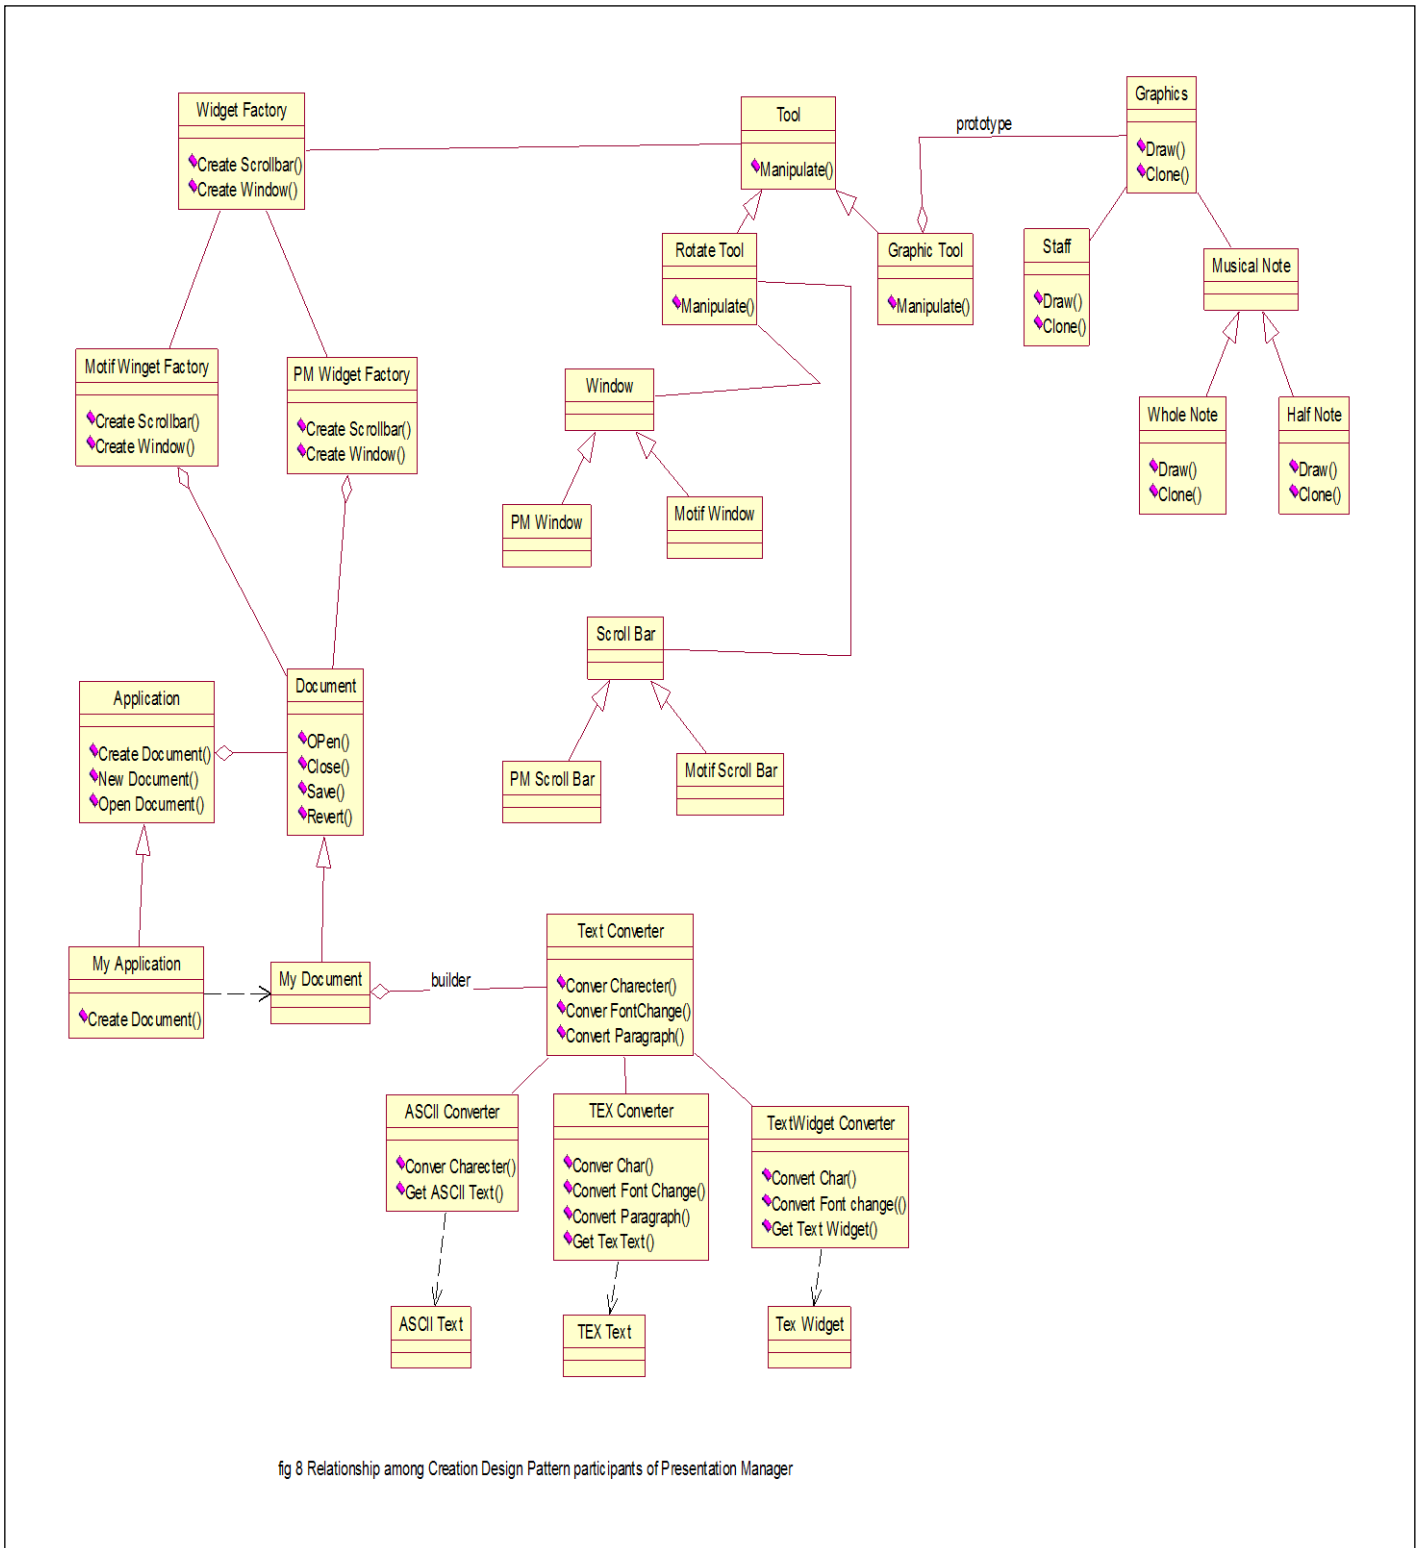 Widget Factory
Create Scrollbar()
Create Window()
Tool
Manipulate()
prototype
Graphics
Draw()
Clone()
Rotate Tool
Manipulate()
Graphic Tool
Manipulate()
Staff
Draw()
Clone()
Musical Note
Motif Winget Factory
Create Scrollbar()
Create Window()
PM Widget Factory
Create Scrollbar()
Create Window()
Window
Whole Note
Draw()
Clone()
Half Note
Draw()
Clone()
PM Window
Motif Window
Scroll Bar
Application
Create Document()
New Document()
Open Document()
Document
OPen()
Close()
Save()
Revert()
PM Scroll Bar
Motif Scroll Bar
My Application
Create Document()
My Document
builder
Text Converter
Conver Charecter()
Conver FontChange()
Convert Paragraph()
ASCII Converter
Conver Charecter()
Get ASCII Text()
TEX Converter
Conver Char()
Convert Font Change()
Convert Paragraph()
Get TexText()
TextWidget Converter
Convert Char()
Convert Font change(()
Get Text Widget()
ASCII Text
TEX Text
Tex Widget
fig 8 Relationship among Creation Design Pattern participants of Presentation Manager